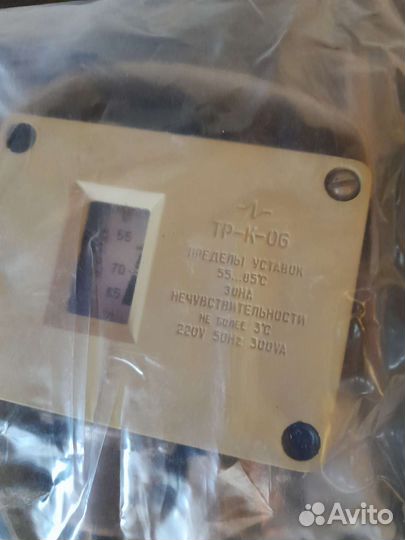 °C
55
70
85
ТР-К-06
ПРЕДЕЛЫ УСТАВОК
55...85°С
ЗОНА
НЕЧУВСТВИТЕЛЬНОСТИ
НЕ БОЛЕЕ 3°С
220V 50Hz 300VA
Avito